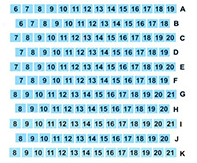 6 7 8 9 10 11 12 13 14 15 16 17 18 19 A
6 7 8 9 10 11 12 13 14 15 16 17 18 B
7 8 9 10 11 12 13 14 15 16 17 18 19 20 C
7 8 9 10 11 12 13 14 15 16 17 18 19 D
7 8 9 10 11 12 13 14 15 16 17 18 19 20 E
7 8 9 10 11 12 13 14 15 16 17 18 19 F
8 9 10 11 12 13 14 15 16 17 18 19 20 21 G
8 9 10 11 12 13 14 15 16 17 18 19 20 H
8 9 10 11 12 13 14 15 16 17 18 19 20 21 I
8 9 10 11 12 13 14 15 16 17 18 19 20 J
8 9 10 11 12 13 14 15 16 17 18 19 20 21 K